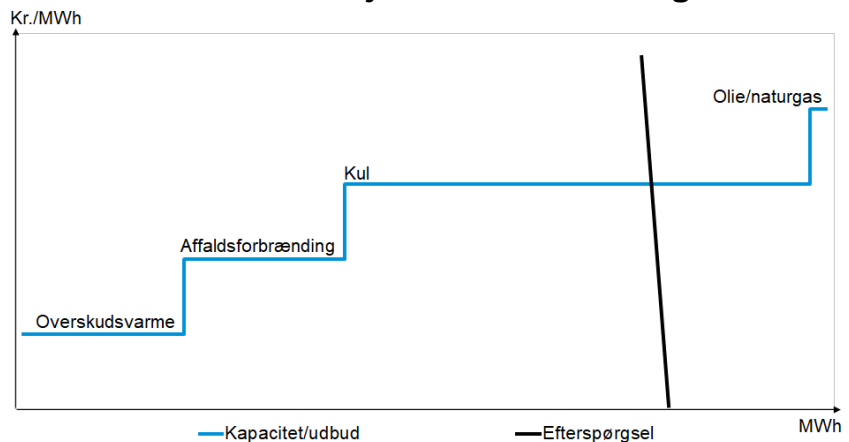 Kr./MWh
Olie/naturgas
Kul
Affaldsforbrænding
Overskudsvarme
MWh
Kapacitet/udbud
Efterspørgsel